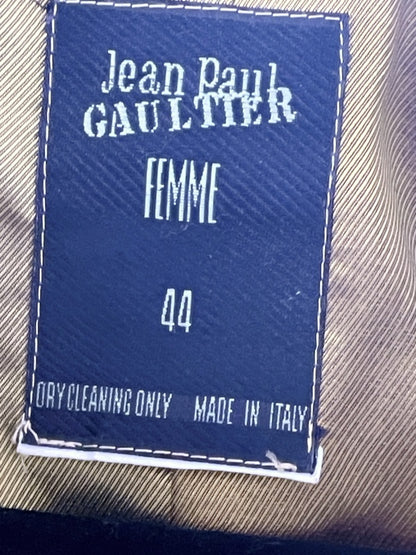 Jean Paul
GAULTIER
FEMME
44
DRY CLEANING ONLY MADE IN ITALY